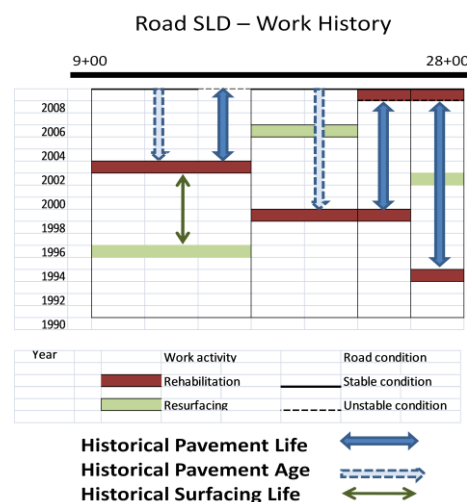 Road SLD – Work History
9+00 28+00
2008
2006
2004
2002
2000
1998
1996
1994
1992
1990
Year Work activity Road condition
Rehabilitation Stable condition
Resurfacing Unstable condition
Historical Pavement Life
Historical Pavement Age
Historical Surfacing Life